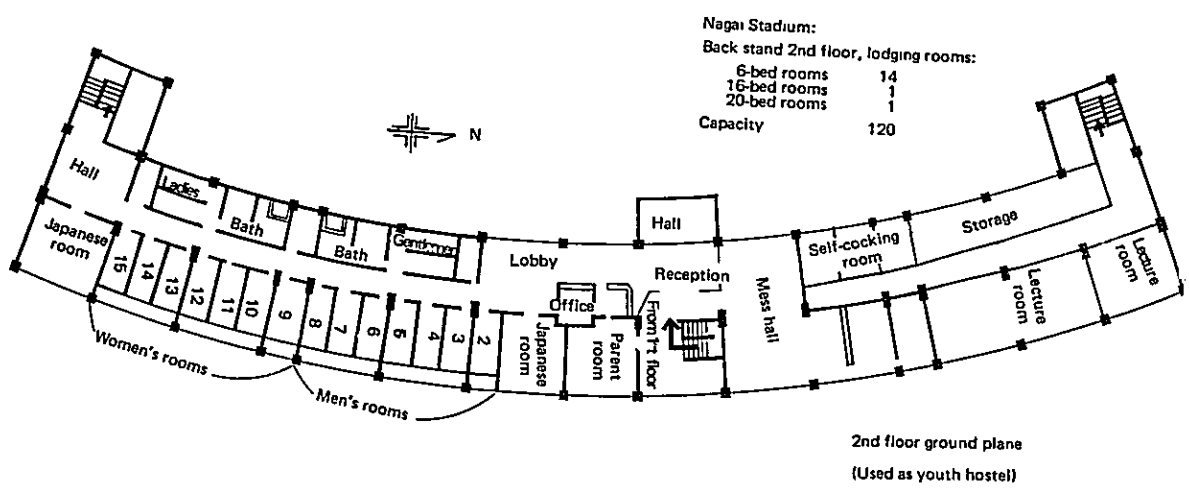 Nagai Stadium:
Back stand 2nd floor, lodging rooms:
6-bed rooms 14
16-bed rooms 1
20-bed rooms 1
Capacity 120
N
Hall
Ladies
Bath
Bath
Gentlemen
Japanese
room
15
14
13
12
11
10
9
8
7
6
5
4
3
2
Women's rooms
Men's rooms
Lobby
Hall
Reception
Office
Japanese
room
Parent
room
From 1't floor
Mess hall
Self-cocking
room
Storage
Lecture
room
Lecture
room
2nd floor ground plane
(Used as youth hostel)